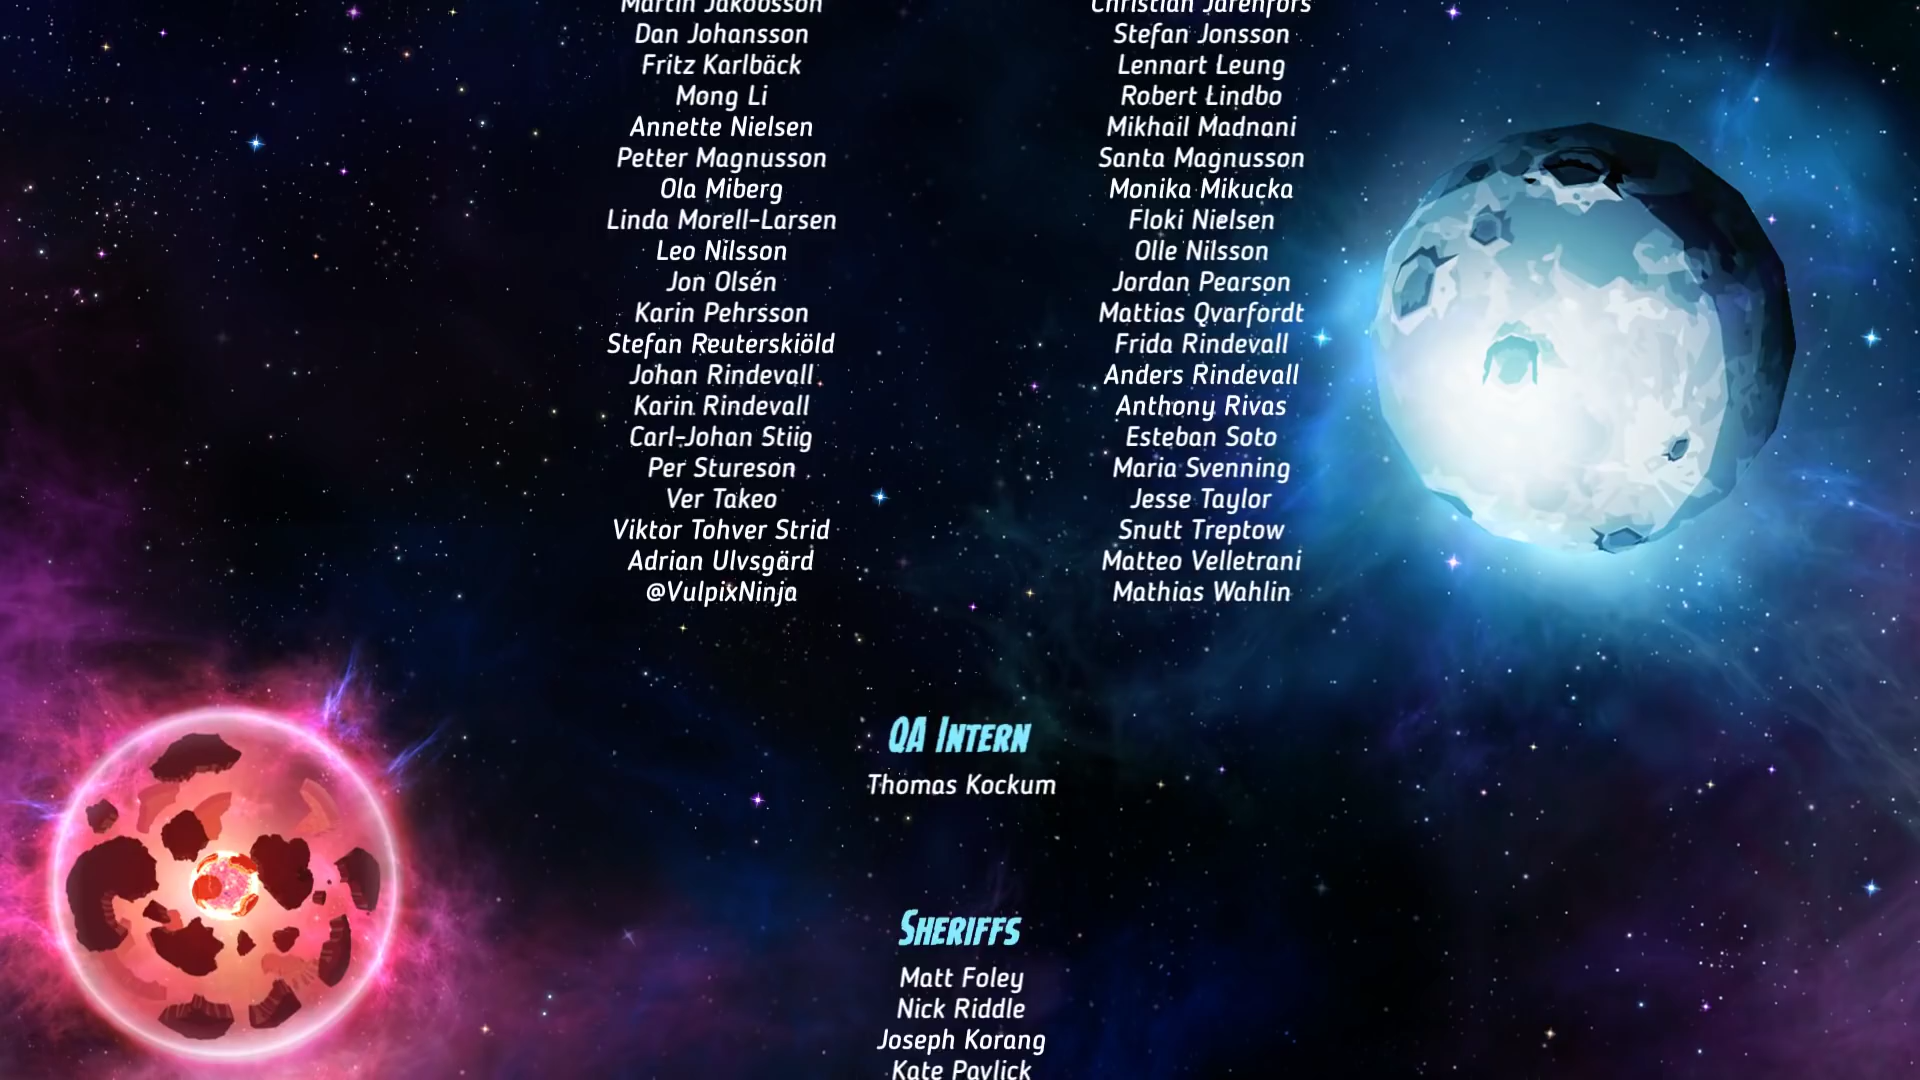 Martin Jakobsson
Dan Johansson
Fritz Karlbäck
Mong Li
Annette Nielsen
Petter Magnusson
Ola Miberg
Linda Morell-Larsen
Leo Nilsson
Jon Olsén
Karin Pehrsson
Stefan Reuterskiöld
Johan Rindevall
Karin Rindevall
Carl-Johan Stiig
Per Stureson
Ver Takeo
Viktor Tohver Strid
Adrian Ulvsgärd
@VulpixNinja
Christian Järenfors
Stefan Jonsson
Lennart Leung
Robert Lindbo
Mikhail Madnani
Santa Magnusson
Monika Mikucka
Floki Nielsen
Olle Nilsson
Jordan Pearson
Mattias Qvarfordt
Frida Rindevall
Anders Rindevall
Anthony Rivas
Esteban Soto
Maria Svenning
Jesse Taylor
Snutt Treptow
Matteo Velletrani
Mathias Wahlin
QA Intern
Thomas Kockum
Sheriffs
Matt Foley
Nick Riddle
Joseph Korang
Kate Pavlick